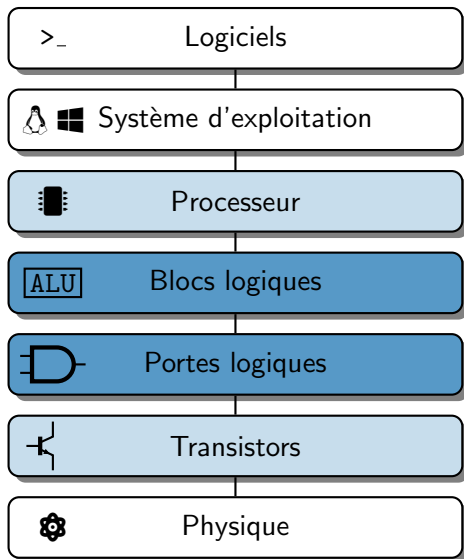 >_ Logiciels
Système d'exploitation
Processeur
ALU Blocs logiques
Portes logiques
Transistors
Physique